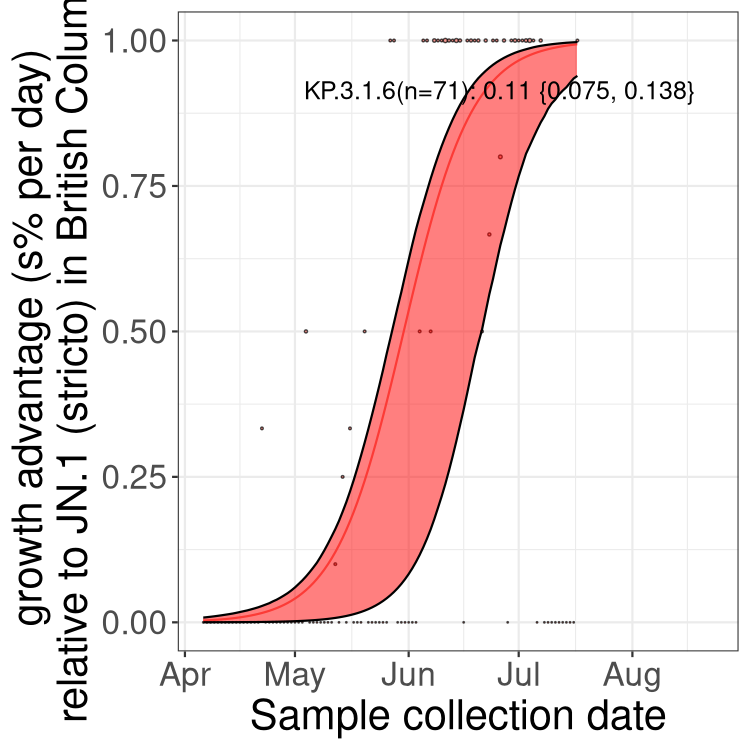 growth advantage (s% per day)
relative to JN.1 (stricto) in British Colum
1.00
0.75
0.50
0.25
0.00
KP.3.1.6(n=71): 0.11 {0.075, 0.138}
Apr May Jun Jul Aug
Sample collection date